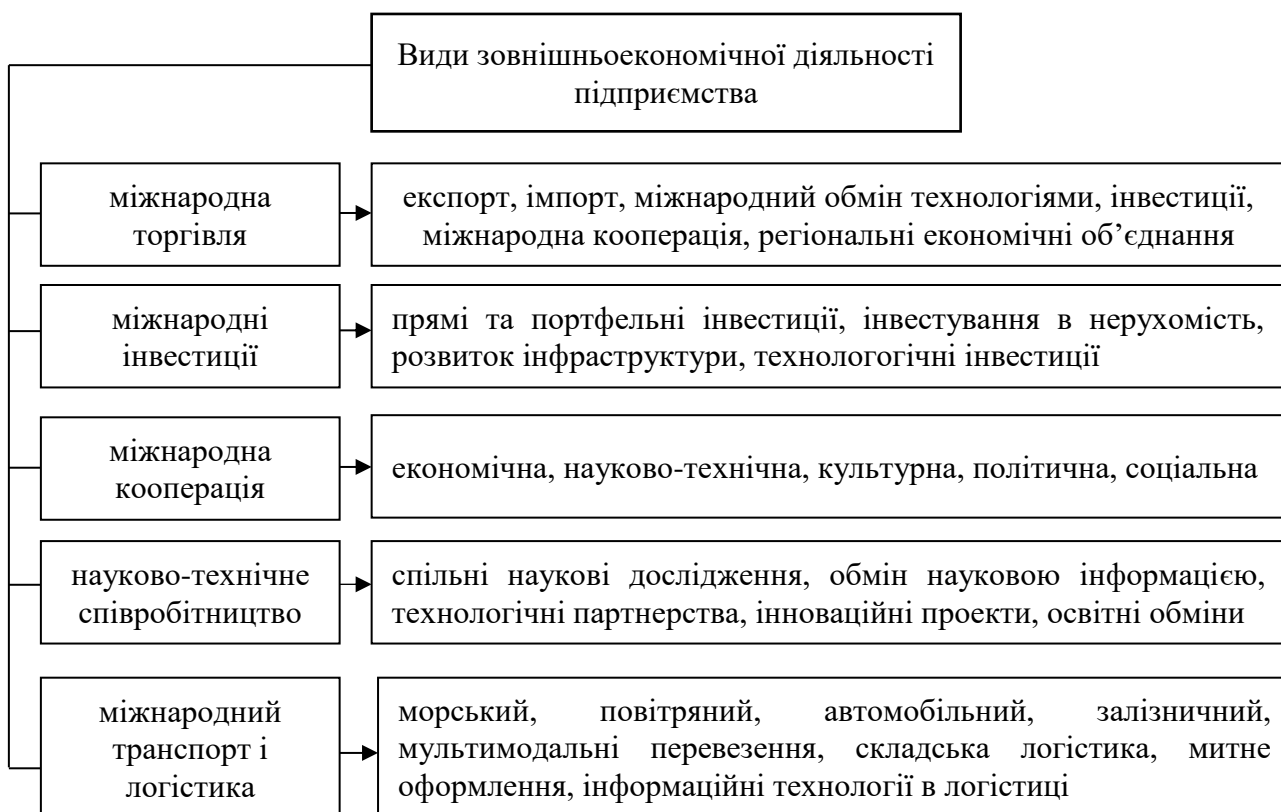 Види зовнішньоекономічної діяльності
підприємства
міжнародна
торгівля
експорт, імпорт, міжнародний обмін технологіями, інвестиції,
міжнародна кооперація, регіональні економічні об’єднання
міжнародні
інвестиції
прямі та портфельні інвестиції, інвестування в нерухомість,
розвиток інфраструктури, технологогічні інвестиції
міжнародна
кооперація
економічна, науково-технічна, культурна, політична, соціальна
науково-технічне
співробітництво
спільні наукові дослідження, обмін науковою інформацією,
технологічні партнерства, інноваційні проекти, освітні обміни
міжнародний
транспорт і
логістика
морський, повітряний, автомобільний, залізничний,
мультимодальні перевезення, складська логістика, митне
оформлення, інформаційні технології в логістиці